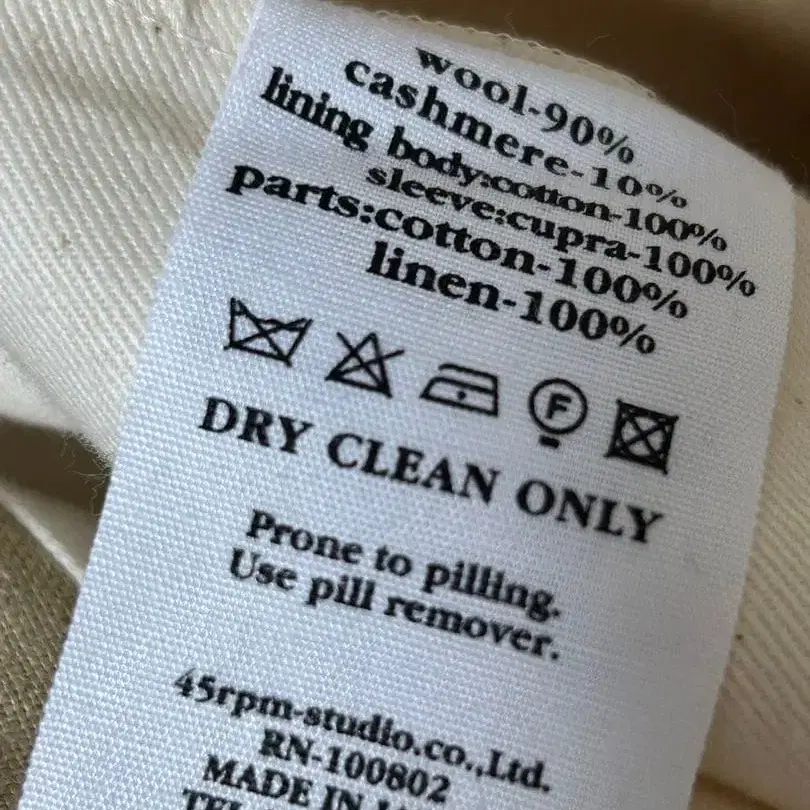 wool-90%
cashmere-10%
lining body:cotton-100%
sleeve:cupra-100%
parts:cotton-100%
linen-100%
F
DRY CLEAN ONLY
Prone to pilling.
Use pill remover.
45rpm-studio.co.,Ltd.
RN-100802
MADE IN
TEL